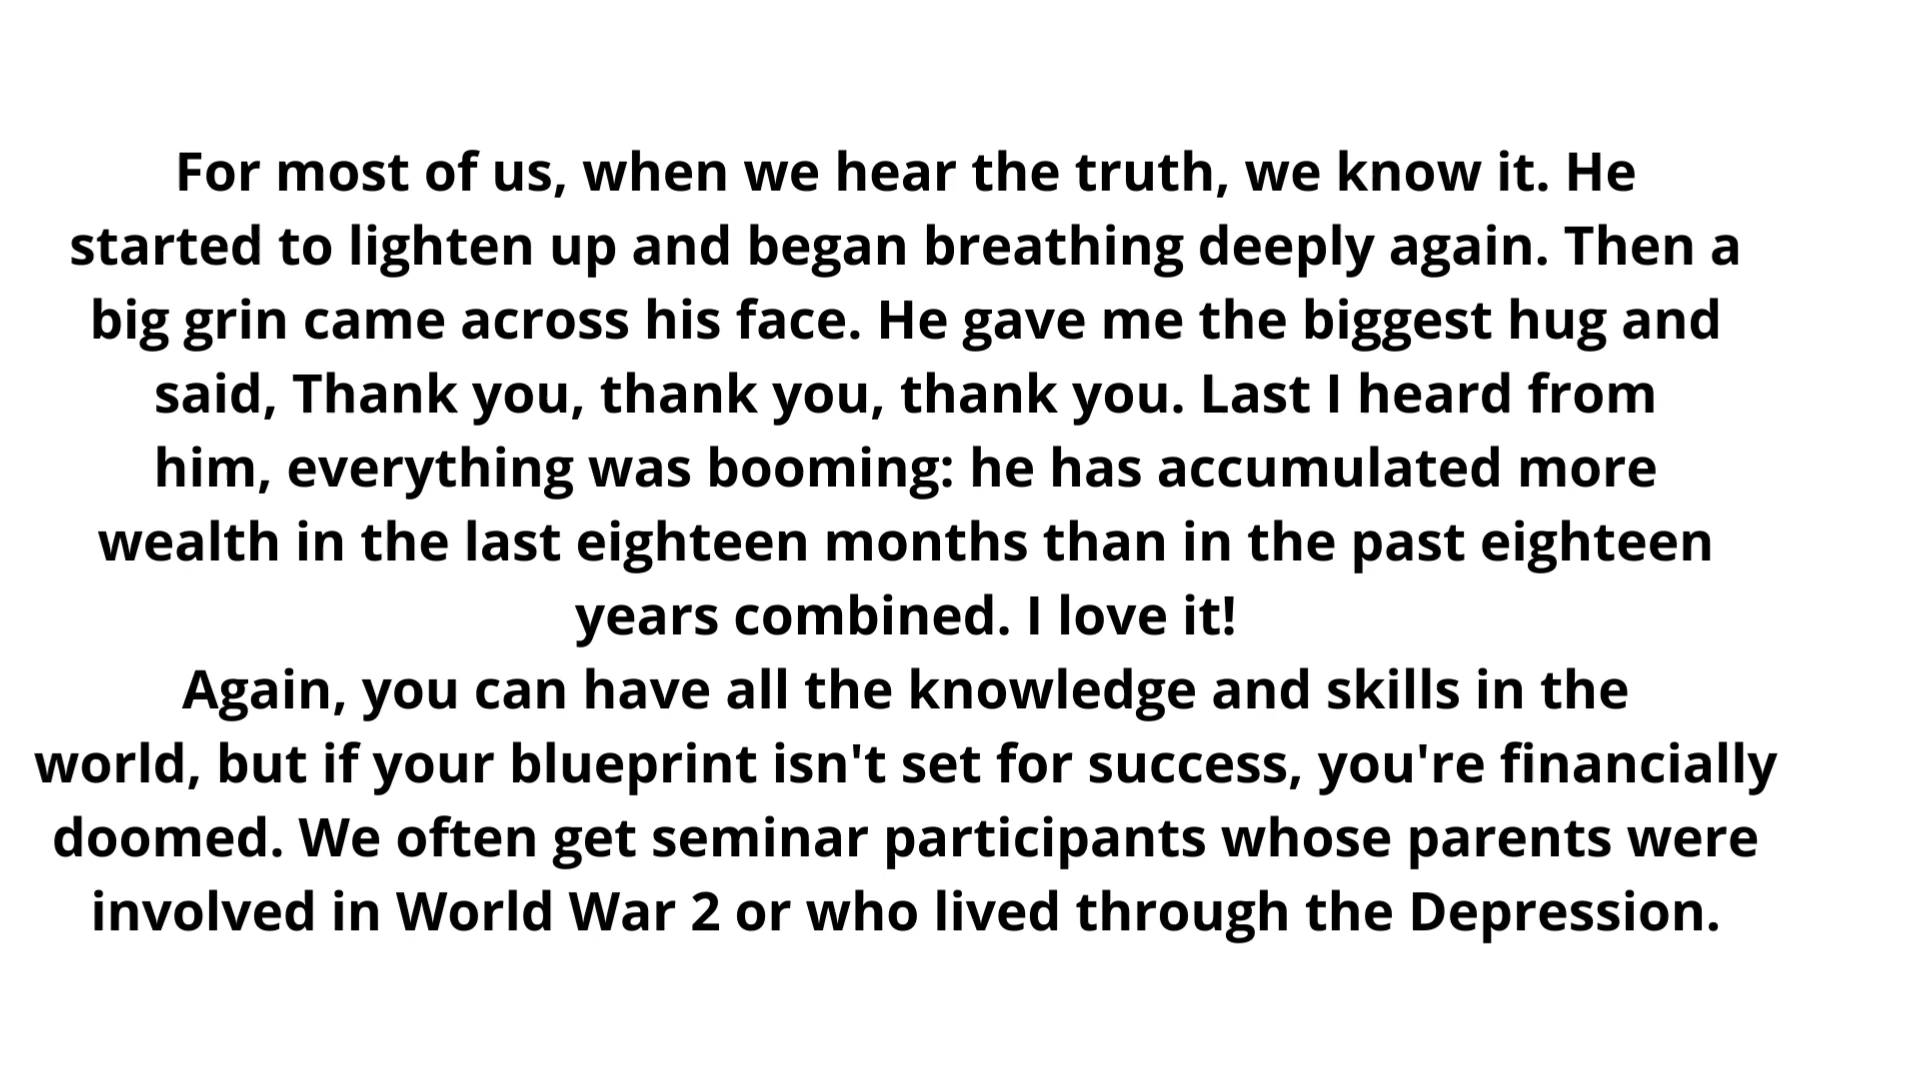 For most of us, when we hear the truth, we know it. He
started to lighten up and began breathing deeply again. Then a
big grin came across his face. He gave me the biggest hug and
said, Thank you, thank you, thank you. Last I heard from
him, everything was booming: he has accumulated more
wealth in the last eighteen months than in the past eighteen
years combined. I love it!
Again, you can have all the knowledge and skills in the
world, but if your blueprint isn't set for success, you're financially
doomed. We often get seminar participants whose parents were
involved in World War 2 or who lived through the Depression.